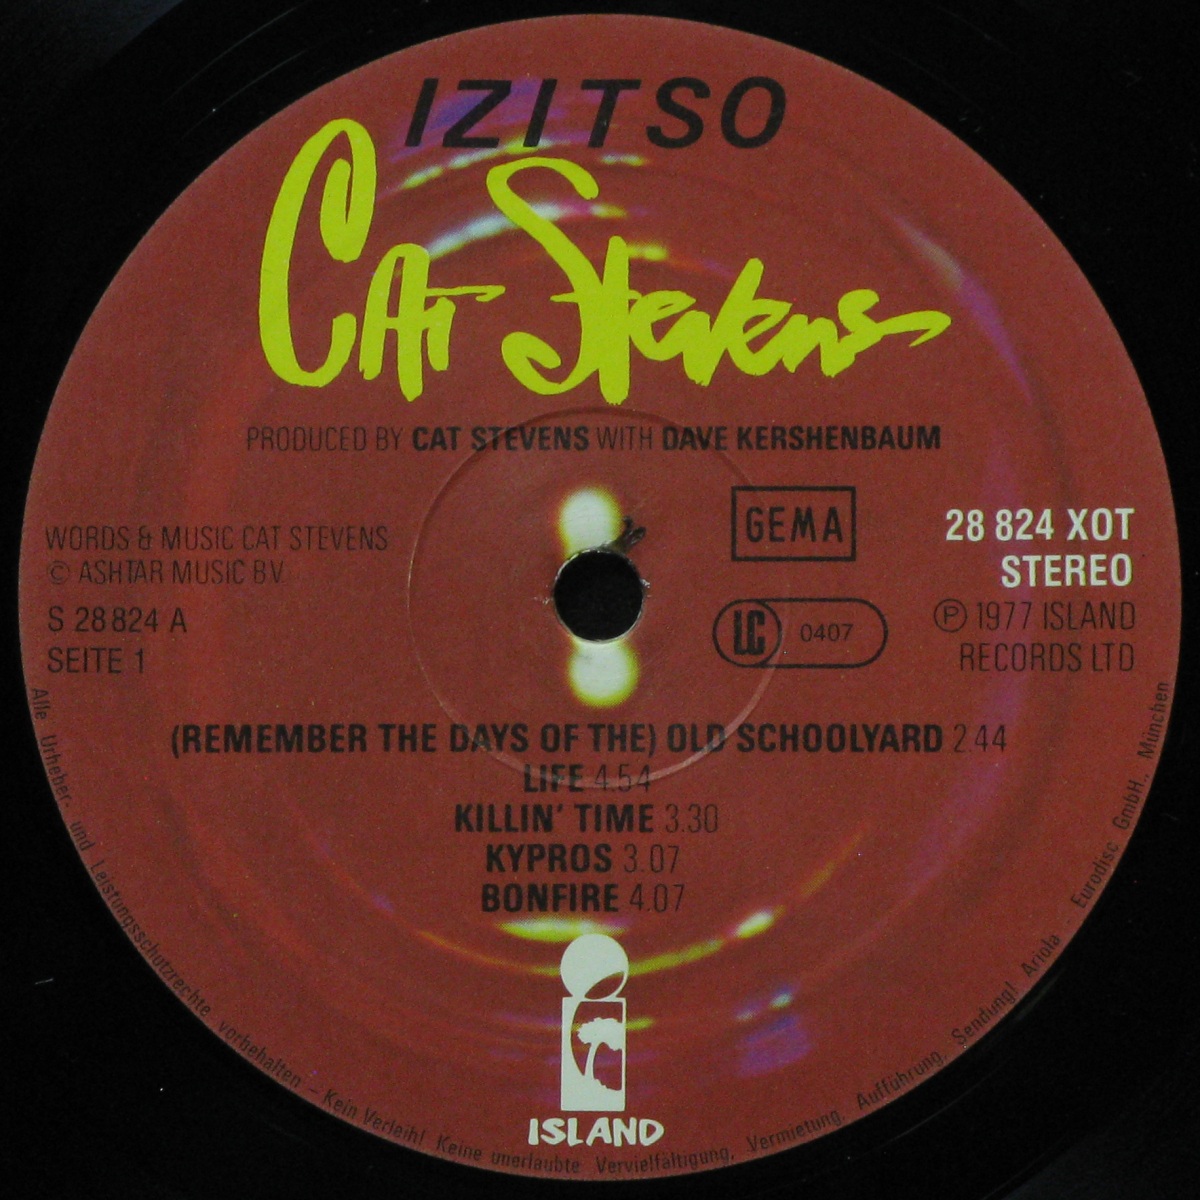 IZITSO
CAT Stevens
PRODUCED BY CAT STEVENS WITH DAVE KERSHENBAUM
WORDS & MUSIC CAT STEVENS
© ASHTAR MUSIC BV
S 28 824 A
SEITE 1
GEMA
LC 0407
28 824 XOT
STEREO
℗ 1977 ISLAND
RECORDS LTD
(REMEMBER THE DAYS OF THE) OLD SCHOOLYARD 2.44
LIFE 4.54
KILLIN' TIME 3.30
KYPROS 3.07
BONFIRE 4.07
ISLAND
Alle Urheber- und Leistungsschutzrechte vorbehalten – Kein Verleih! Keine unerlaubte Vervielfältigung, Vermietung, Aufführung, Sendung! Ariola - Eurodisc GmbH., München